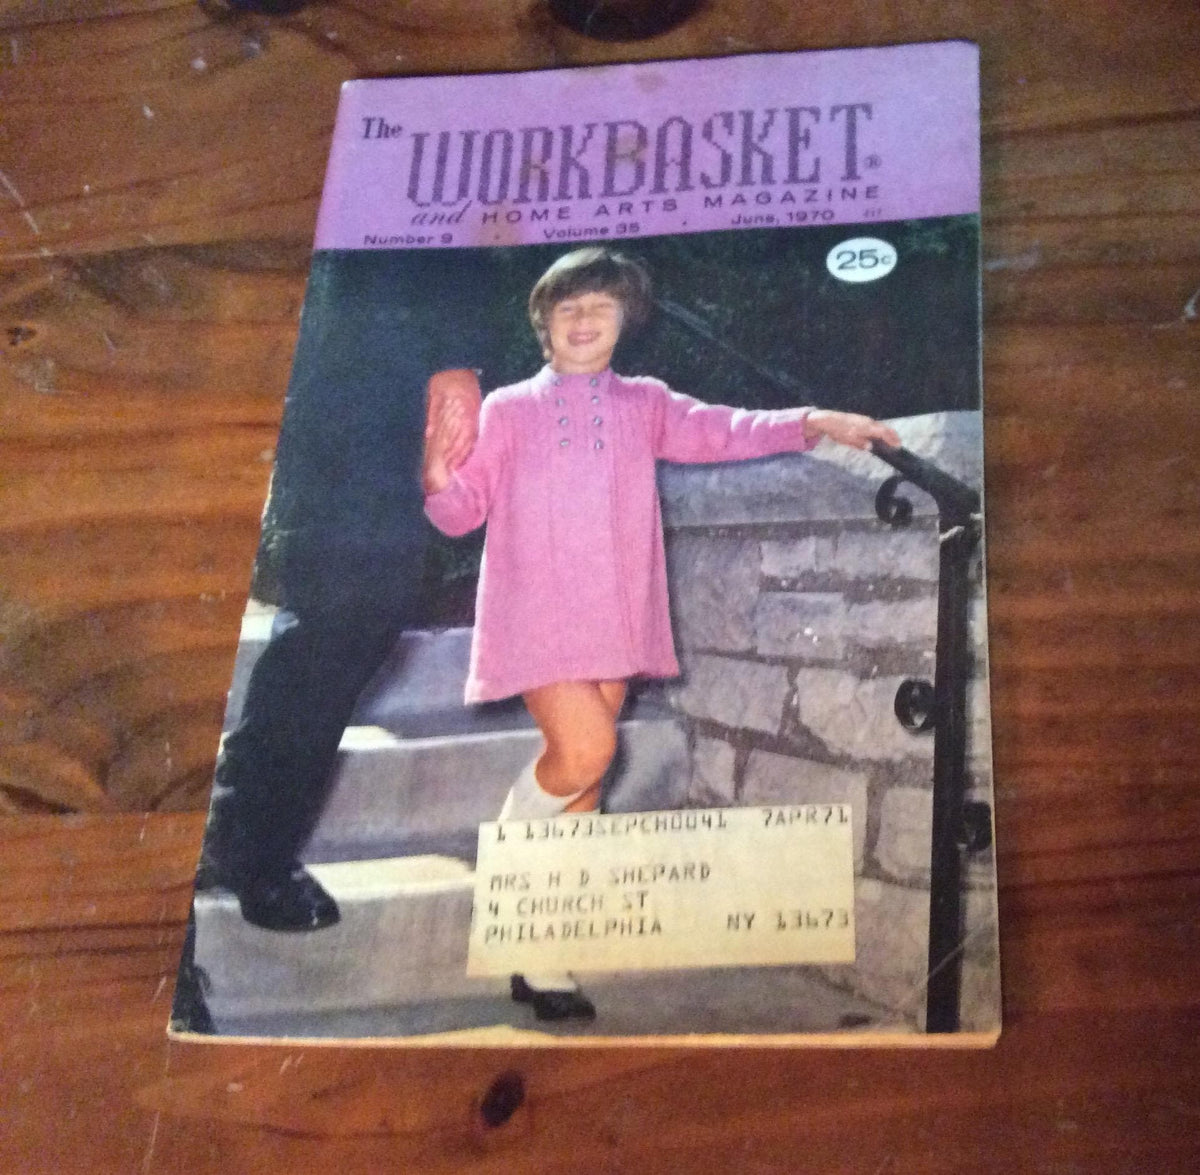 The
WORKBASKET®
and HOME ARTS MAGAZINE
Number 9 . Volume 35 . June, 1970
25c
1 13673SEPCH0041 7APR71
MRS H D SHEPARD
4 CHURCH ST
PHILADELPHIA NY 13673